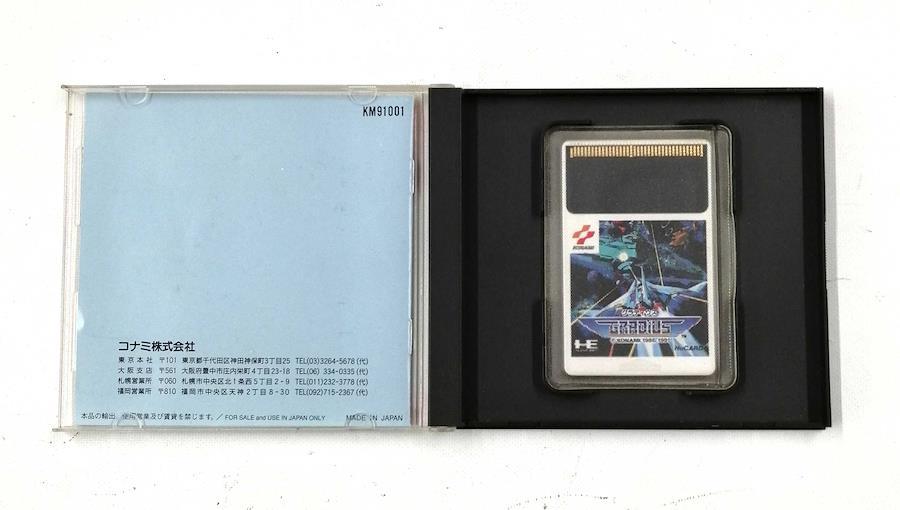 KM91001
コナミ株式会社
東京本社 〒101 東京都千代田区神田神保町3丁目25 TEL(03)3264-5678(代)
大阪支店 〒561 大阪府豊中市庄内栄町4丁目23-18 TEL(06) 334-0335(代)
札幌営業所 〒060 札幌市中央区北1条西5丁目2-9 TEL(011)232-3778(代)
福岡営業所 〒810 福岡市中央区天神2丁目8-30 TEL(092)715-2367(代)
本品の輸出、使用営業及び賃貸を禁じます。／FOR SALE and USE IN JAPAN ONLY MADE IN JAPAN
KONAMI
グラディウス
GRADIUS
©KONAMI 1986/1991
HE HuCARD